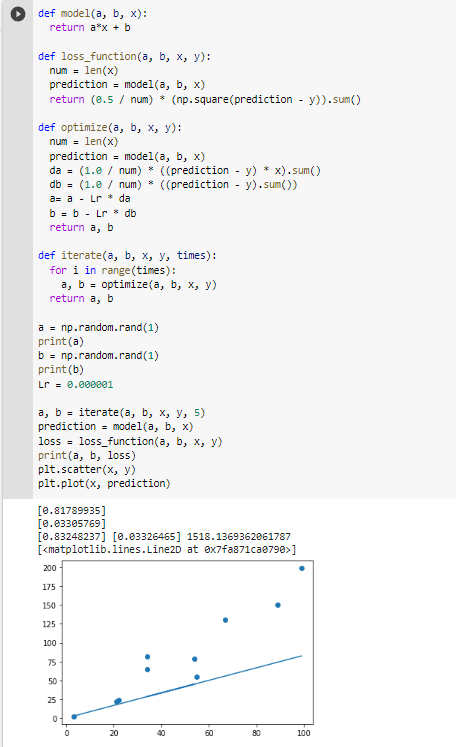 def model(a, b, x):
  return a*x + b

def loss_function(a, b, x, y):
  num = len(x)
  prediction = model(a, b, x)
  return (0.5 / num) * (np.square(prediction - y)).sum()

def optimize(a, b, x, y):
  num = len(x)
  prediction = model(a, b, x)
  da = (1.0 / num) * ((prediction - y) * x).sum()
  db = (1.0 / num) * ((prediction - y).sum())
  a= a - Lr * da
  b = b - Lr * db
  return a, b

def iterate(a, b, x, y, times):
  for i in range(times):
    a, b = optimize(a, b, x, y)
  return a, b

a = np.random.rand(1)
print(a)
b = np.random.rand(1)
print(b)
Lr = 0.000001

a, b = iterate(a, b, x, y, 5)
prediction = model(a, b, x)
loss = loss_function(a, b, x, y)
print(a, b, loss)
plt.scatter(x, y)
plt.plot(x, prediction)

[0.81789935]
[0.03305769]
[0.83248237] [0.03326465] 1518.1369362061787
[<matplotlib.lines.Line2D at 0x7fa871ca0790>]
200
175
150
125
100
75
50
25
0
0 20 40 60 80 100